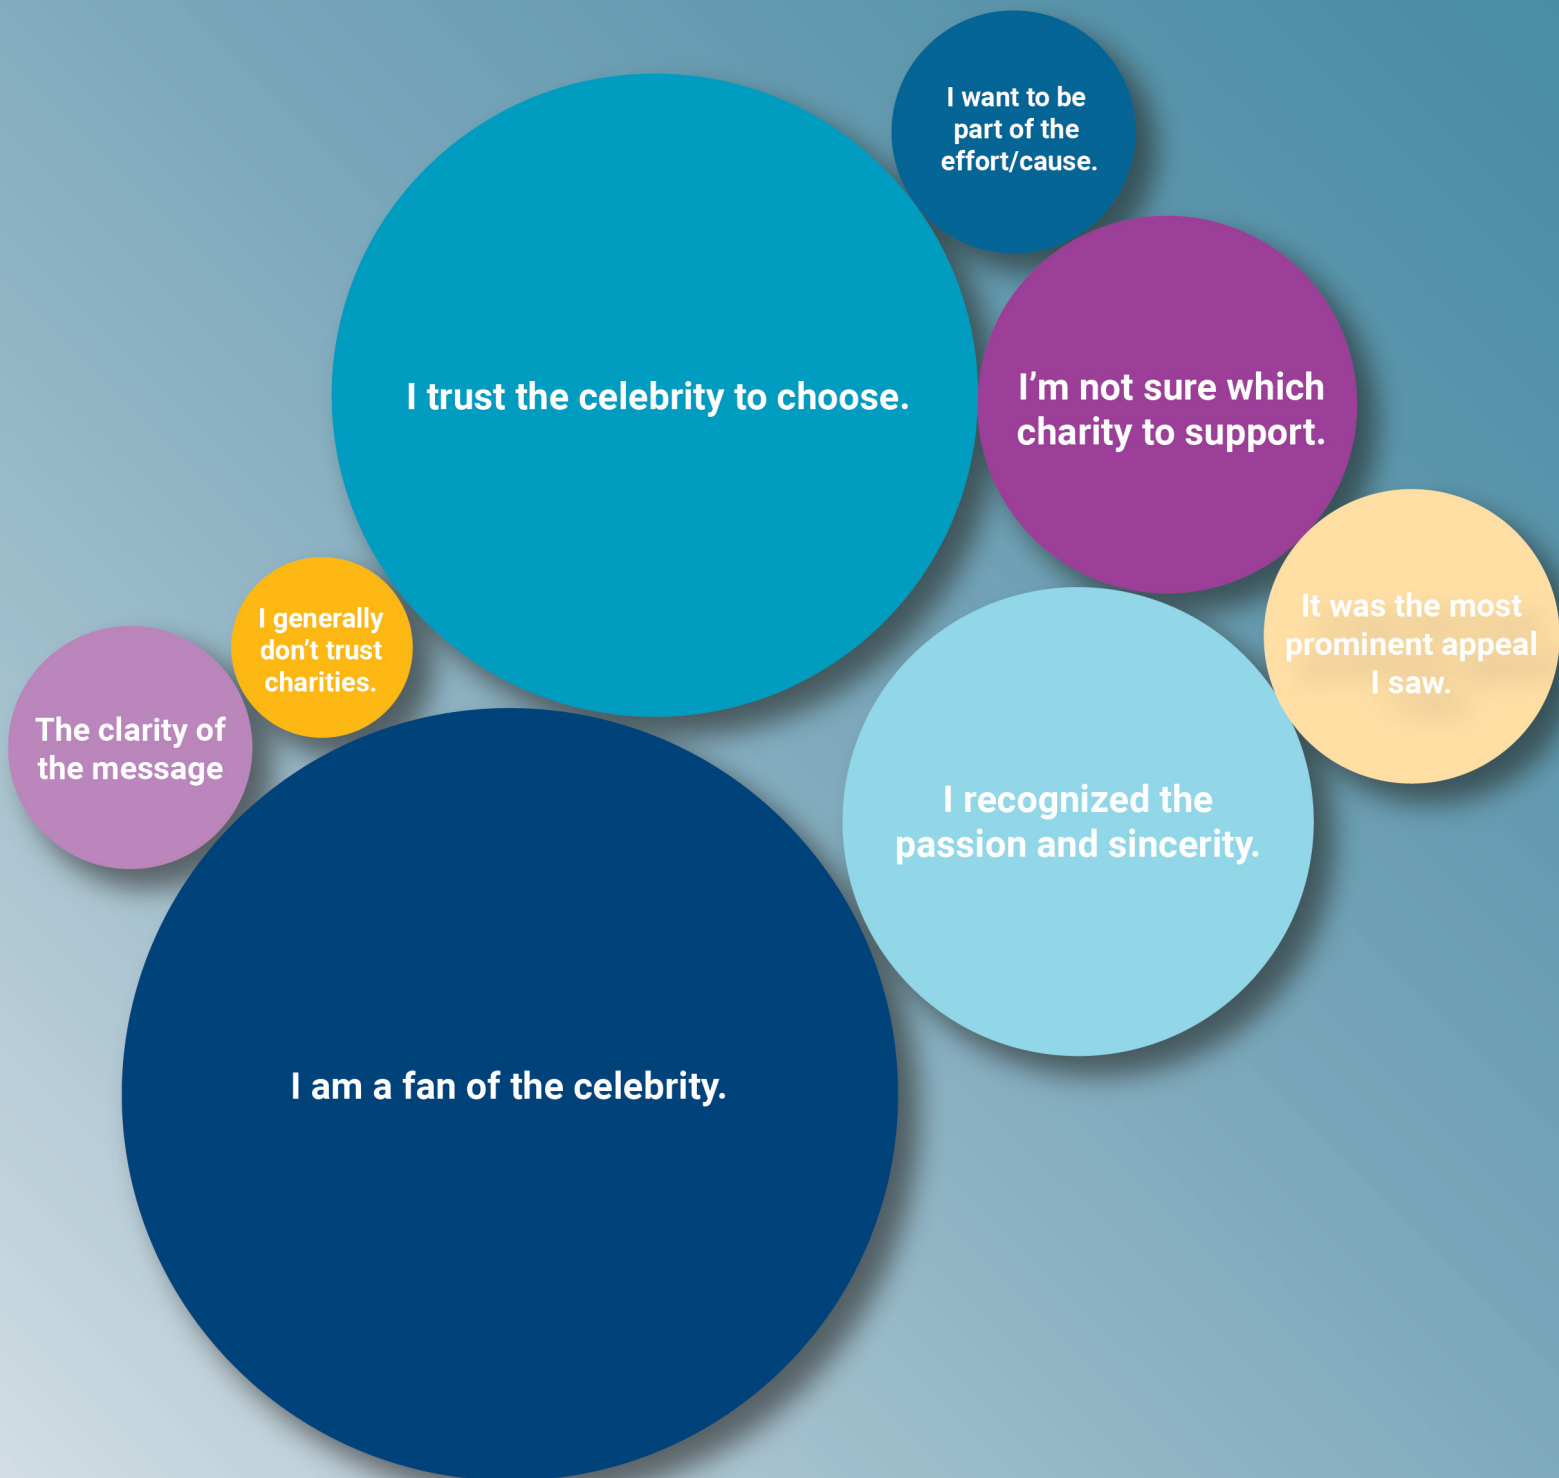 I want to be
part of the
effort/cause.
I trust the celebrity to choose.
I’m not sure which
charity to support.
It was the most
prominent appeal
I saw.
I generally
don’t trust
charities.
The clarity of
the message
I recognized the
passion and sincerity.
I am a fan of the celebrity.